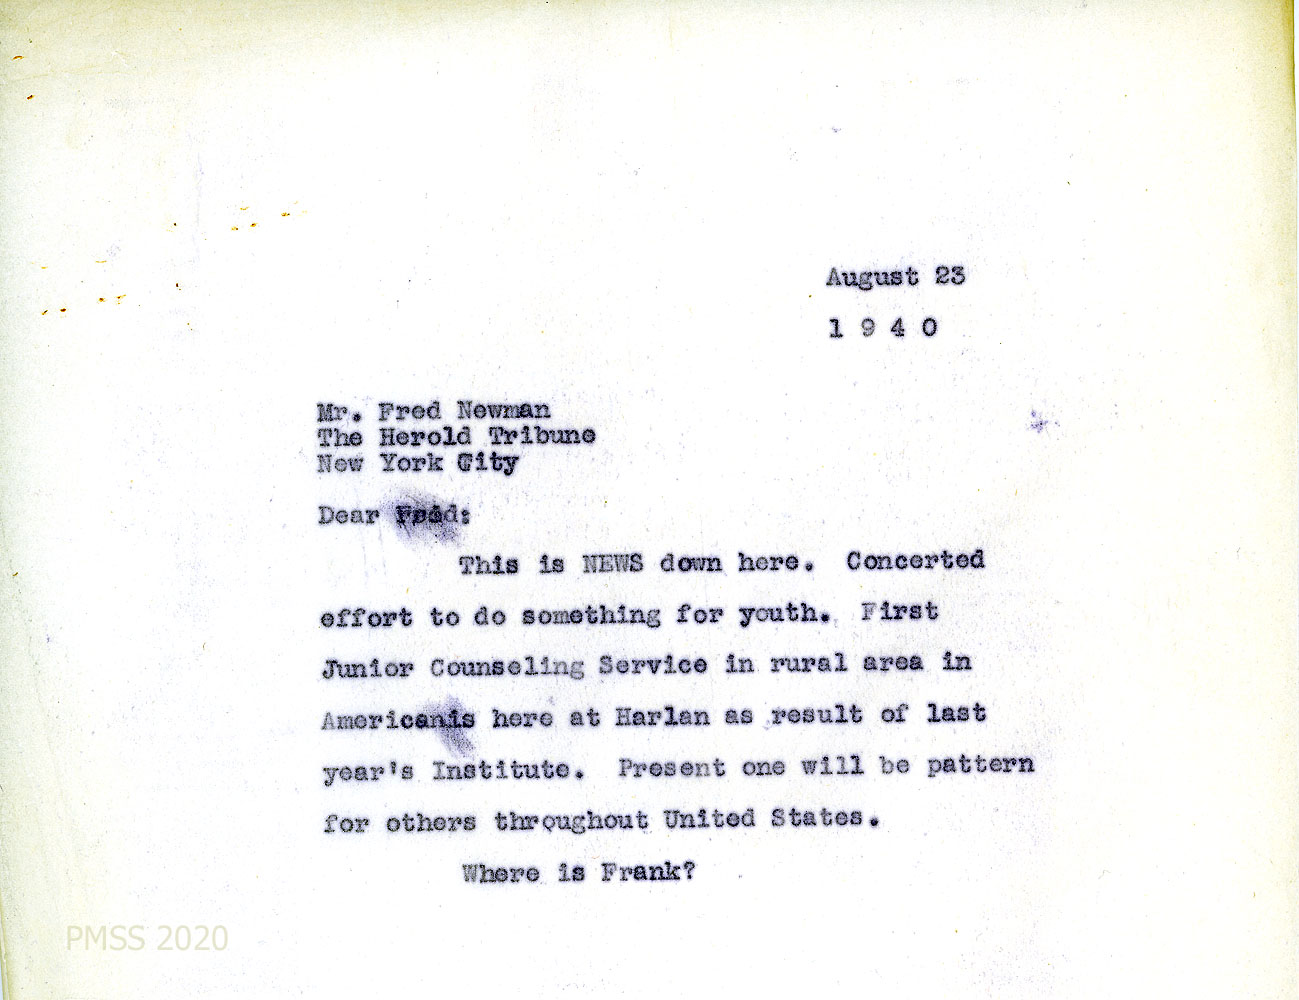 August 23
1 9 4 0
Mr. Fred Newman
The Herold Tribune
New York City
Dear Fred:
This is NEWS down here. Concerted
effort to do something for youth. First
Junior Counseling Service in rural area in
Americanis here at Harlan as result of last
year's Institute. Present one will be pattern
for others throughout United States.
Where is Frank?
PMSS 2020